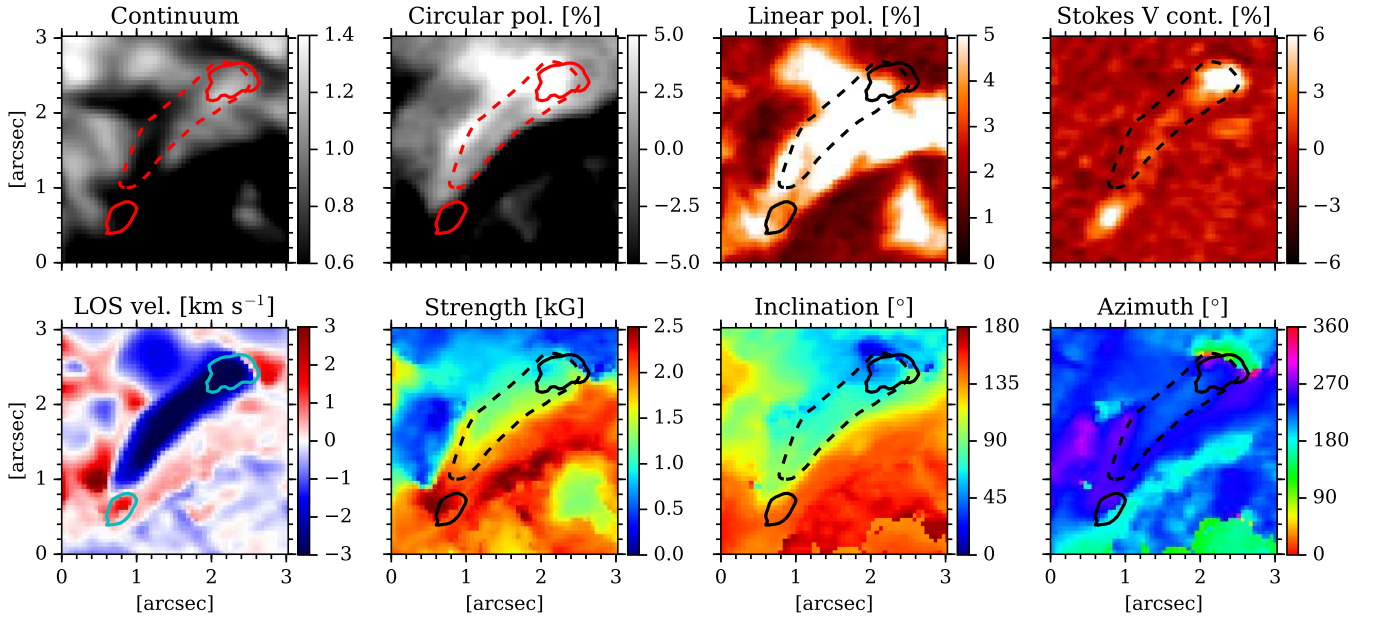 Continuum
Circular pol. [%]
Linear pol. [%]
Stokes V cont. [%]
3
2
1
0
[arcsec]
1.4
1.2
1.0
0.8
0.6
5.0
2.5
0.0
−2.5
−5.0
5
4
3
2
1
0
6
3
0
−3
−6
LOS vel. [km s⁻¹]
Strength [kG]
Inclination [°]
Azimuth [°]
3
2
1
0
[arcsec]
3
2
1
0
−1
−2
−3
2.5
2.0
1.5
1.0
0.5
0.0
180
135
90
45
0
360
270
180
90
0
0 1 2 3
0 1 2 3
0 1 2 3
0 1 2 3
[arcsec]
[arcsec]
[arcsec]
[arcsec]